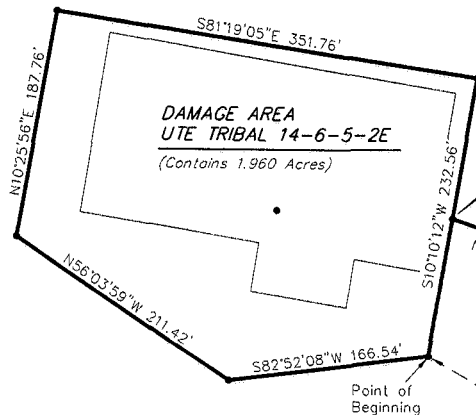 S81°19'05"E 351.76'
N10°25'56"E 187.76'
DAMAGE AREA
UTE TRIBAL 14-6-5-2E
(Contains 1.960 Acres)
S10°10'12"W 232.56'
N56°03'59"W 211.42'
S82°52'08"W 166.54'
Point of
Beginning